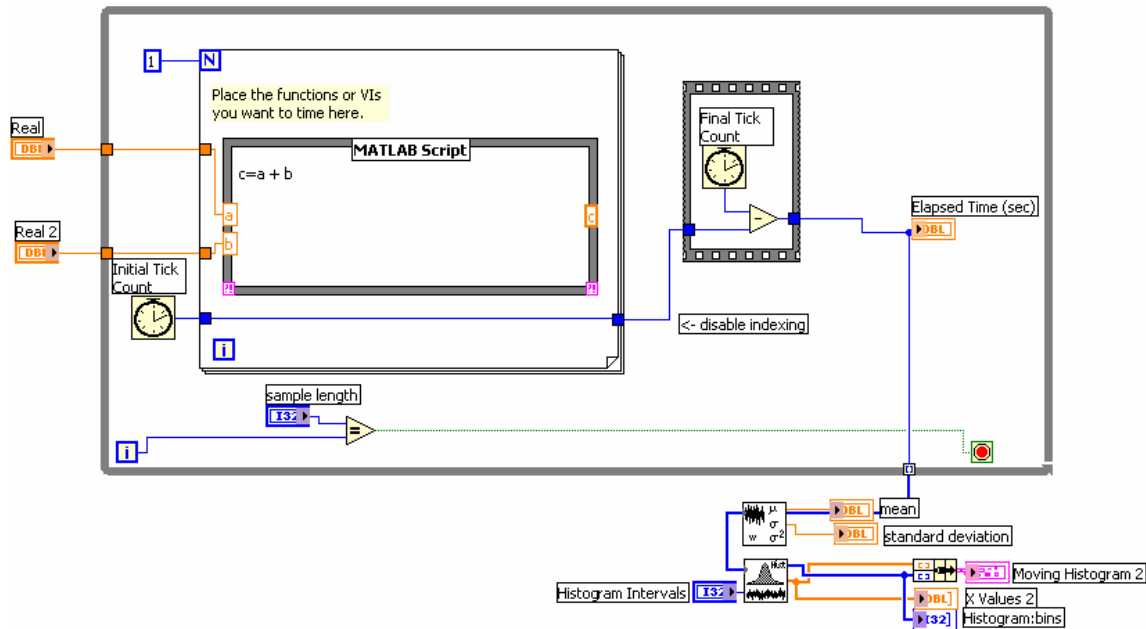 1
N
Place the functions or VIs
you want to time here.
Real
DBL
MATLAB Script
c=a + b
a
b
c
Real 2
DBL
Initial Tick
Count
i
Final Tick
Count
-
Elapsed Time (sec)
DBL
<- disable indexing
sample length
I32
=
i
μ
σ
w σ²
DBL
mean
DBL
standard deviation
Hist
Histogram Intervals
I32
Moving Histogram 2
DBL]
X Values 2
I32]
Histogram:bins